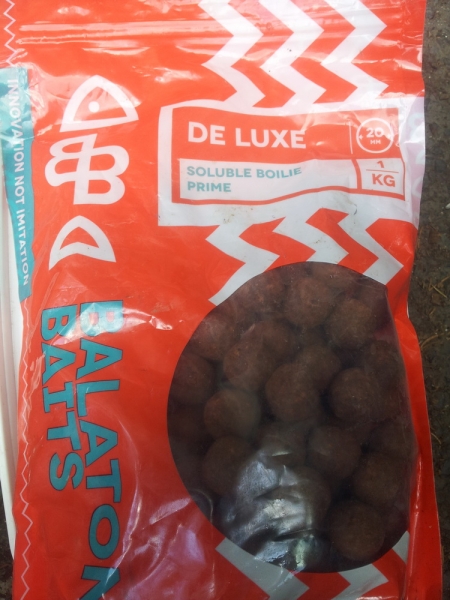 INNOVATION NOT IMITATION
DE LUXE
20
MM
SOLUBLE BOILIE
PRIME
1
KG
BALATON
BAITS